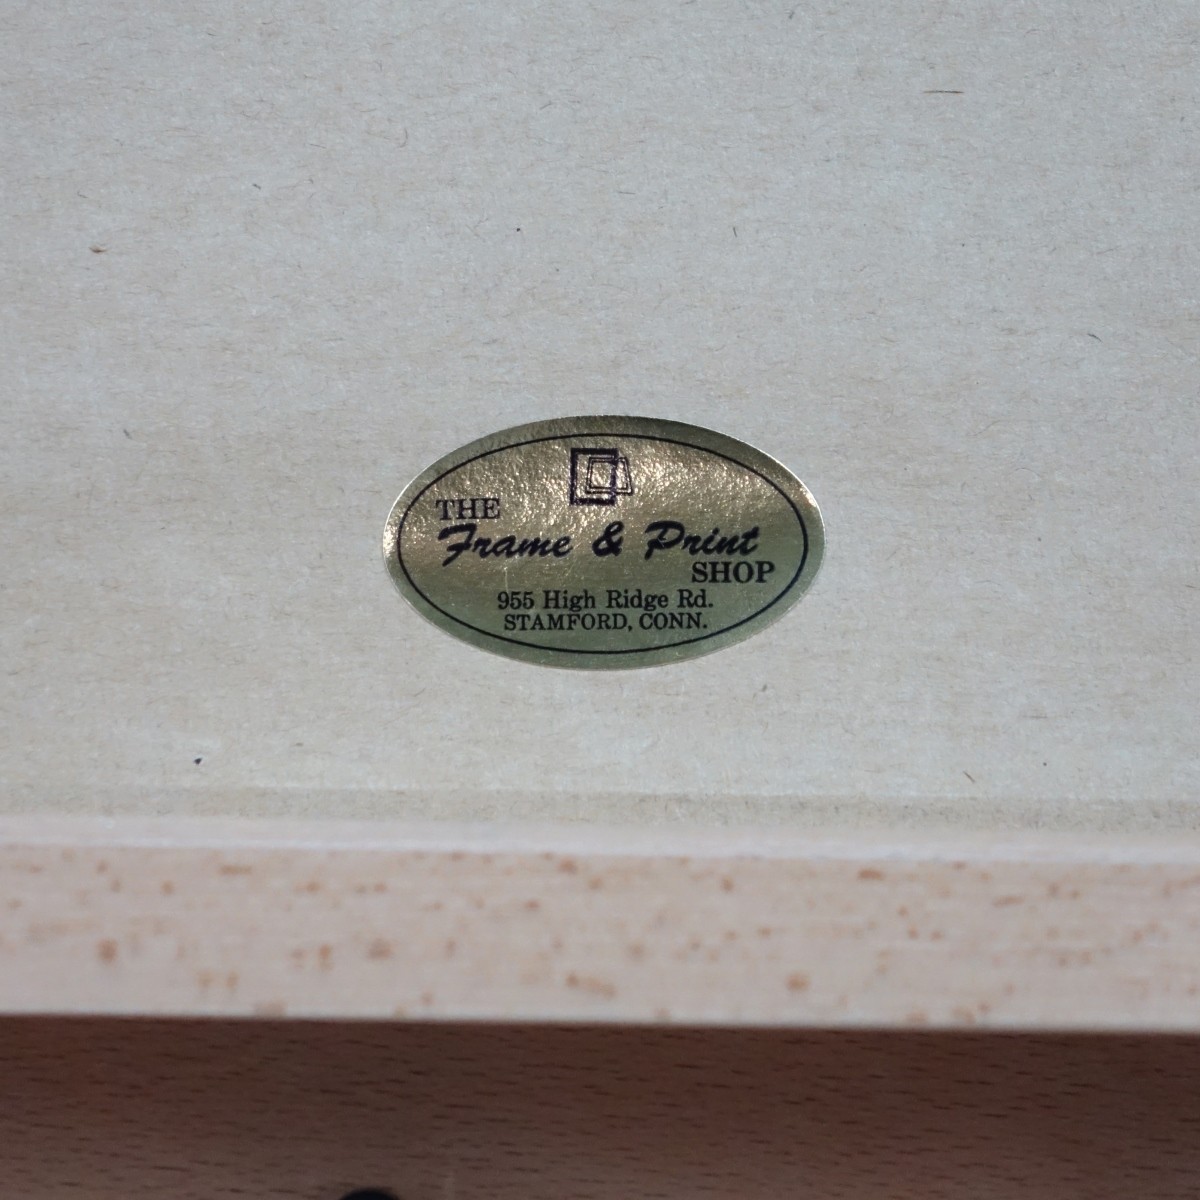 THE
Frame & Print
SHOP
955 High Ridge Rd.
STAMFORD, CONN.